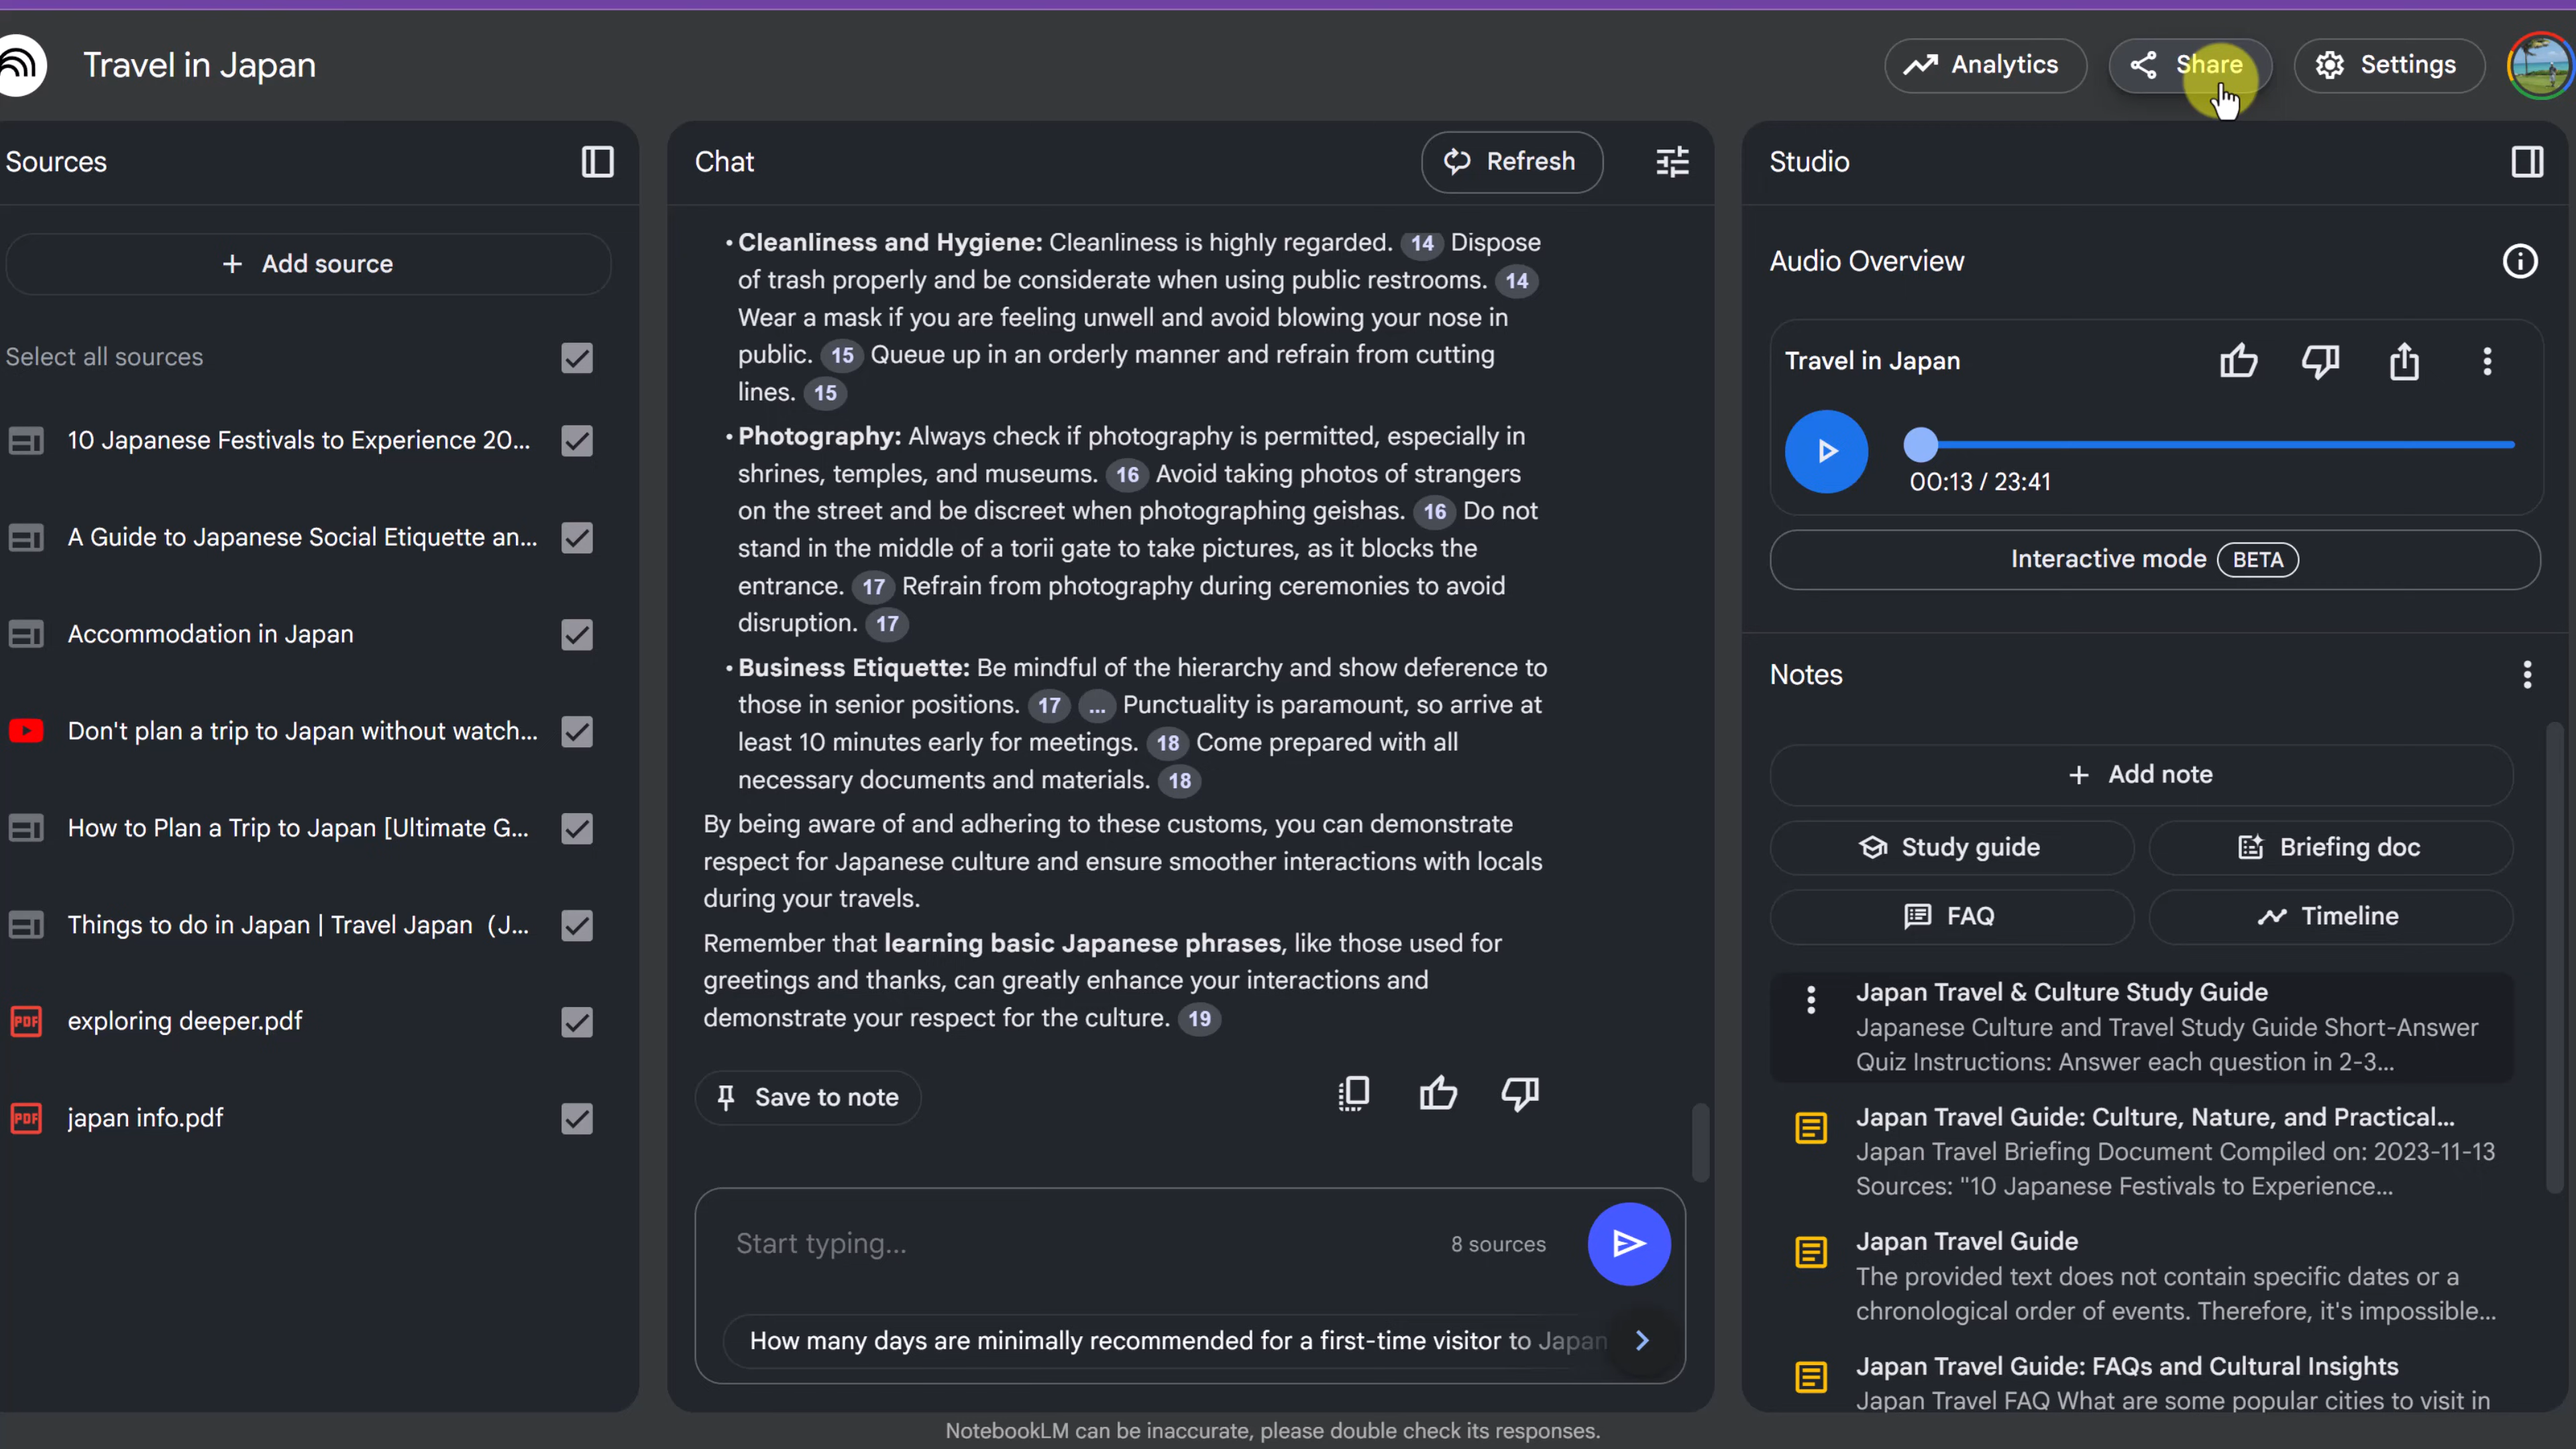 Travel in Japan
Analytics
Share
Settings
Sources
Add source
Select all sources
10 Japanese Festivals to Experience 20...
A Guide to Japanese Social Etiquette an...
Accommodation in Japan
Don't plan a trip to Japan without watch...
How to Plan a Trip to Japan [Ultimate G...
Things to do in Japan | Travel Japan (J...
PDF exploring deeper.pdf
PDF japan info.pdf
Chat
Refresh
• Cleanliness and Hygiene: Cleanliness is highly regarded. 14 Dispose
of trash properly and be considerate when using public restrooms. 14
Wear a mask if you are feeling unwell and avoid blowing your nose in
public. 15 Queue up in an orderly manner and refrain from cutting
lines. 15
• Photography: Always check if photography is permitted, especially in
shrines, temples, and museums. 16 Avoid taking photos of strangers
on the street and be discreet when photographing geishas. 16 Do not
stand in the middle of a torii gate to take pictures, as it blocks the
entrance. 17 Refrain from photography during ceremonies to avoid
disruption. 17
• Business Etiquette: Be mindful of the hierarchy and show deference to
those in senior positions. 17 ... Punctuality is paramount, so arrive at
least 10 minutes early for meetings. 18 Come prepared with all
necessary documents and materials. 18
By being aware of and adhering to these customs, you can demonstrate
respect for Japanese culture and ensure smoother interactions with locals
during your travels.
Remember that learning basic Japanese phrases, like those used for
greetings and thanks, can greatly enhance your interactions and
demonstrate your respect for the culture. 19
Save to note
Start typing...
8 sources
How many days are minimally recommended for a first-time visitor to Japan
Studio
Audio Overview
Travel in Japan
00:13 / 23:41
Interactive mode BETA
Notes
Add note
Study guide
Briefing doc
FAQ
Timeline
Japan Travel & Culture Study Guide
Japanese Culture and Travel Study Guide Short-Answer
Quiz Instructions: Answer each question in 2-3...
Japan Travel Guide: Culture, Nature, and Practical...
Japan Travel Briefing Document Compiled on: 2023-11-13
Sources: "10 Japanese Festivals to Experience...
Japan Travel Guide
The provided text does not contain specific dates or a
chronological order of events. Therefore, it's impossible...
Japan Travel Guide: FAQs and Cultural Insights
Japan Travel FAQ What are some popular cities to visit in
NotebookLM can be inaccurate, please double check its responses.